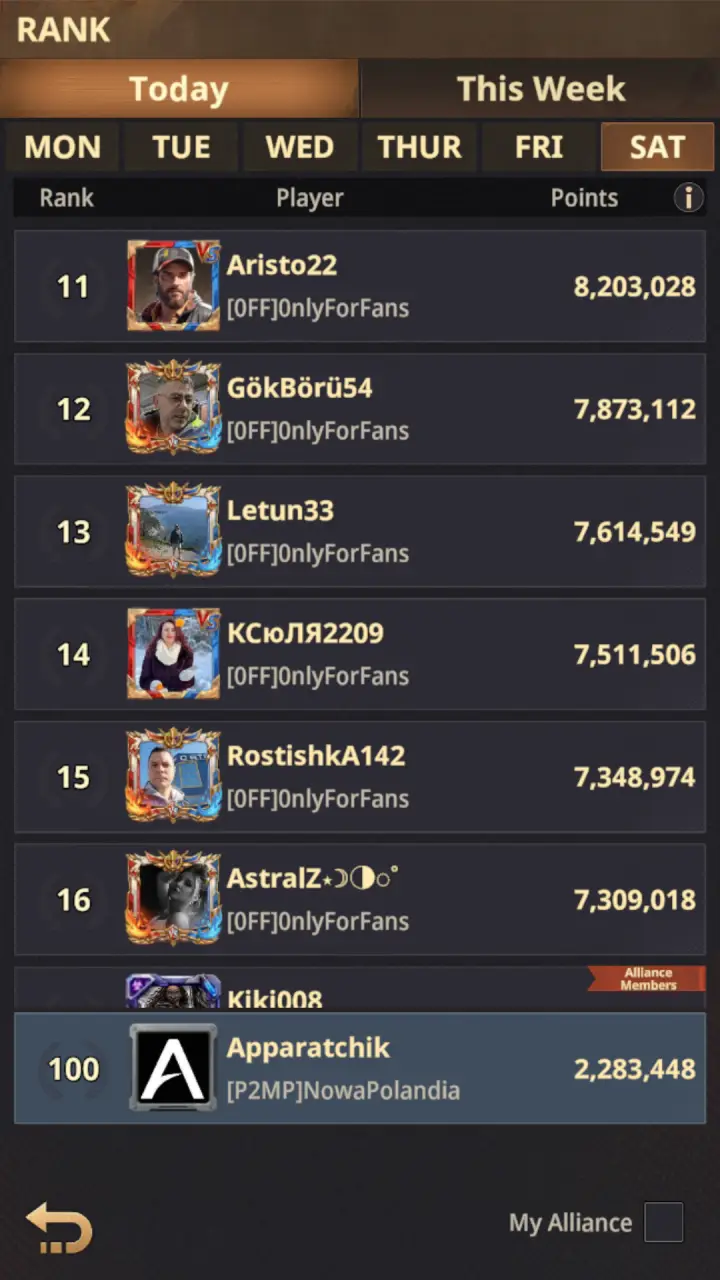 RANK
Today
This Week
MON
TUE
WED
THUR
FRI
SAT
Rank
Player
Points
11
Aristo22
[0FF]0nlyForFans
8,203,028
12
GökBörü54
[0FF]0nlyForFans
7,873,112
13
Letun33
[0FF]0nlyForFans
7,614,549
14
КСюЛЯ2209
[0FF]0nlyForFans
7,511,506
15
RostishkA142
[0FF]0nlyForFans
7,348,974
16
AstralZ⋆☽◑◌˚
[0FF]0nlyForFans
7,309,018
Alliance
Members
Kiki008
100
Apparatchik
[P2MP]NowaPolandia
2,283,448
My Alliance